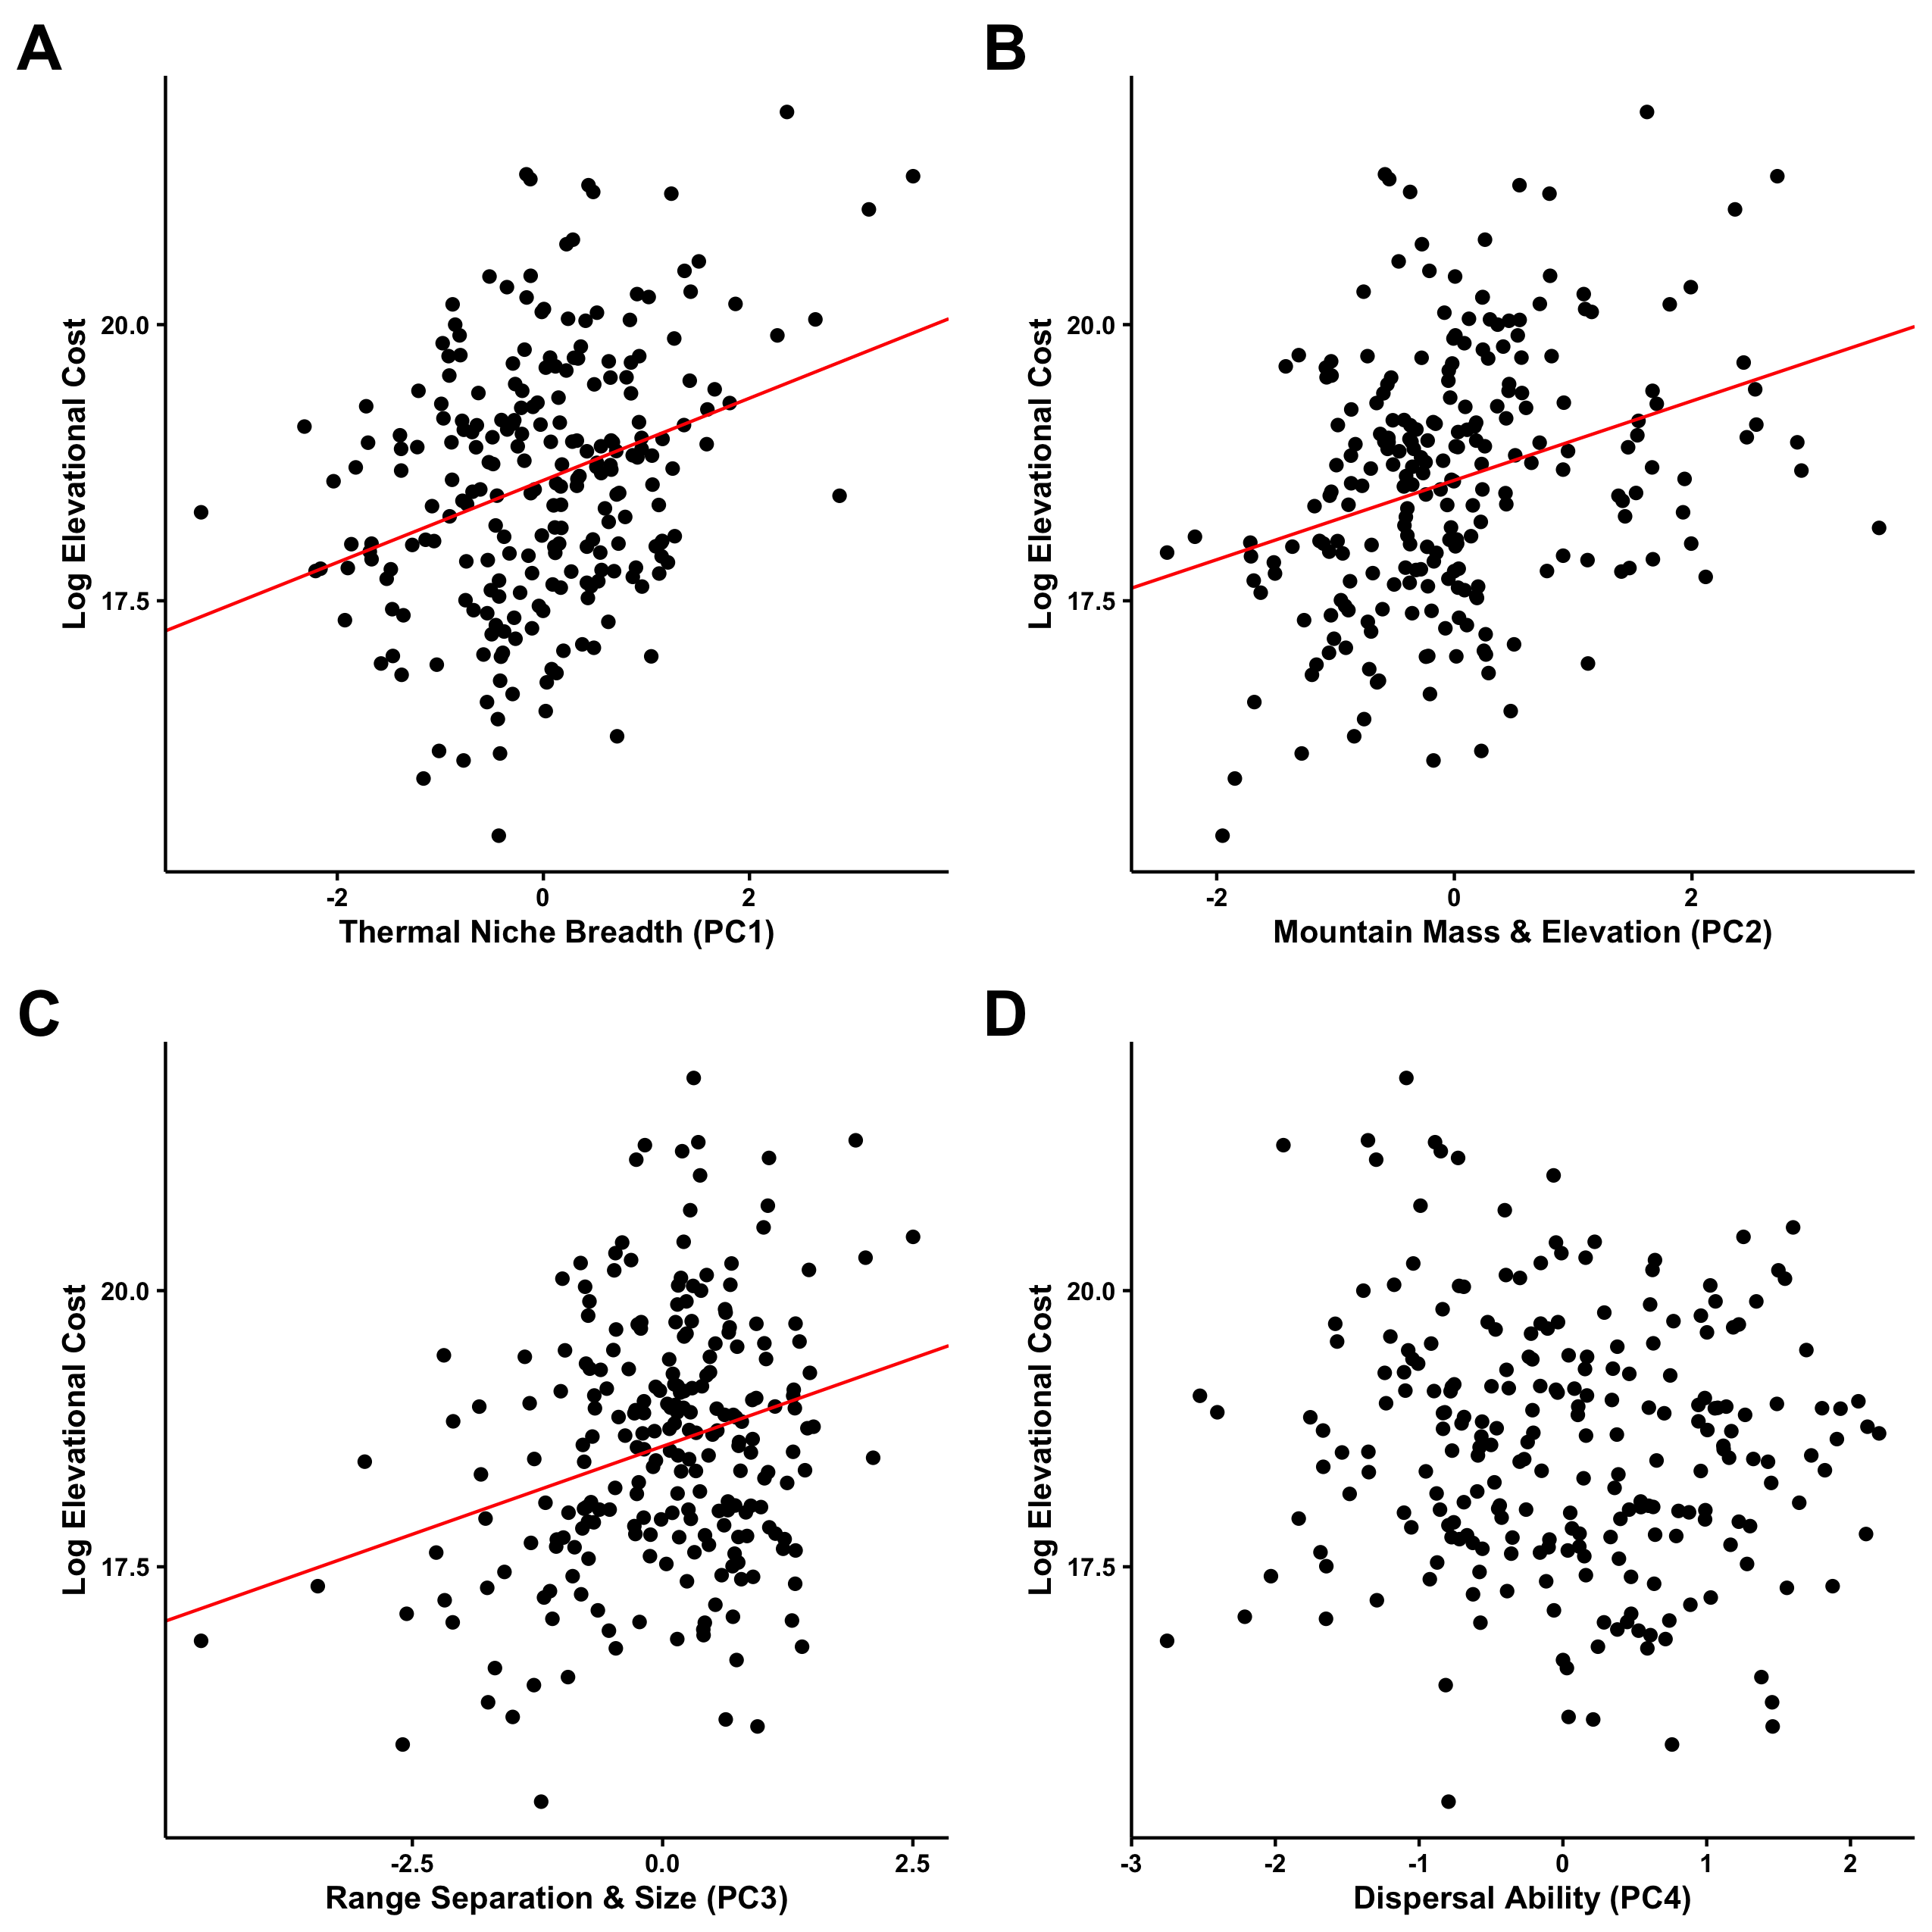 A
Log Elevational Cost
20.0
17.5
-2
0
2
Thermal Niche Breadth (PC1)
B
Log Elevational Cost
20.0
17.5
-2
0
2
Mountain Mass & Elevation (PC2)
C
Log Elevational Cost
20.0
17.5
-2.5
0.0
2.5
Range Separation & Size (PC3)
D
Log Elevational Cost
20.0
17.5
-3
-2
-1
0
1
2
Dispersal Ability (PC4)